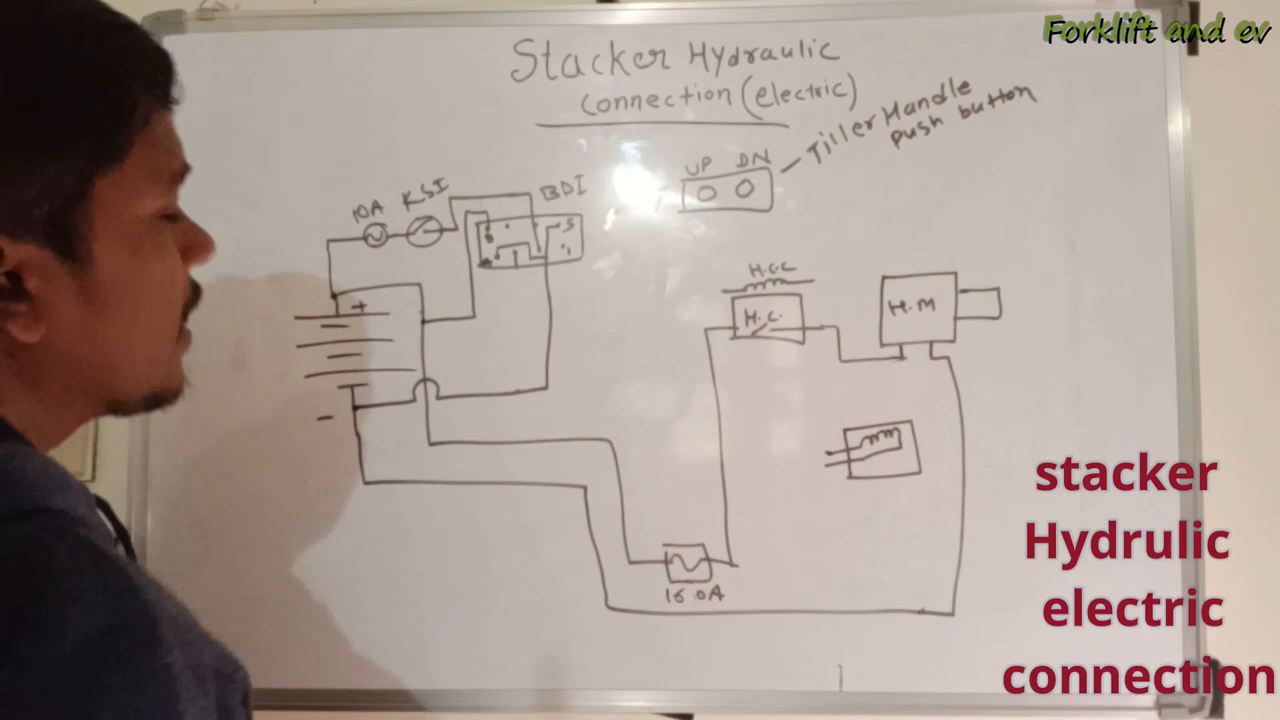 Forklift and ev
Stacker Hydraulic
connection (electric)
Tiller Handle
push button
UP DN
10A KSI BDI
+
H.C.C
H.C.
H.M
-
160A
stacker
Hydrulic
electric
connection